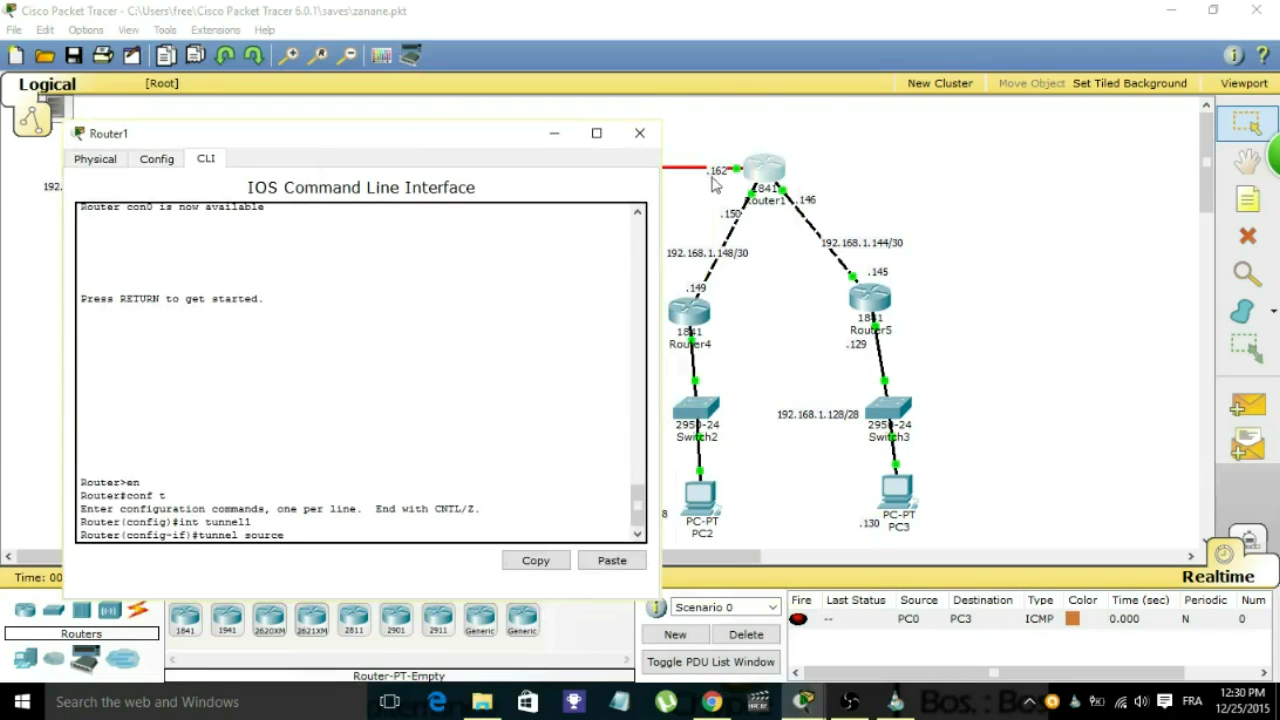 Cisco Packet Tracer - C:\Users\free\Cisco Packet Tracer 6.0.1\saves\zanane.pkt
File Edit Options View Tools Extensions Help
Logical [Root] New Cluster Move Object Set Tiled Background Viewport
Router1
Physical Config CLI
IOS Command Line Interface
Router con0 is now available
Press RETURN to get started.
Router>en
Router#conf t
Enter configuration commands, one per line. End with CNTL/Z.
Router(config)#int tunnel1
Router(config-if)#tunnel source
Copy Paste
192.
.162
1841
Router1
.150
.146
192.168.1.148/30
192.168.1.144/30
.149
.145
1841
Router4
1841
Router5
.129
192.168.1.128/28
2950-24
Switch2
2950-24
Switch3
8
PC-PT
PC2
.130
PC-PT
PC3
Time: 00
Realtime
Routers
1841 1941 2620XM 2621XM 2811 2901 2911 Generic Generic
Router-PT-Empty
Scenario 0
New Delete
Toggle PDU List Window
Fire Last Status Source Destination Type Color Time (sec) Periodic Num
-- PC0 PC3 ICMP 0.000 N 0
Search the web and Windows
FRA
12:30 PM
12/25/2015